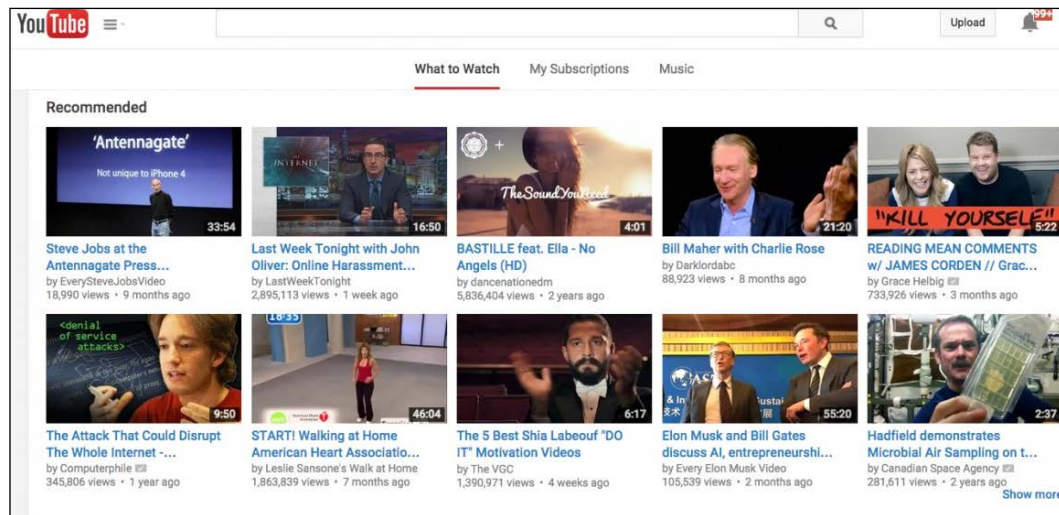 YouTube
99+
Upload
What to Watch My Subscriptions Music
Recommended
'Antennagate'
Not unique to iPhone 4
33:54
THE INTERNET
16:50
+
TheSoundYouNeed
4:01
21:20
"KILL YOURSELF"
5:22
Steve Jobs at the
Antennagate Press...
by EverySteveJobsVideo
18,990 views • 9 months ago
Last Week Tonight with John
Oliver: Online Harassment...
by LastWeekTonight
2,895,113 views • 1 week ago
BASTILLE feat. Ella - No
Angels (HD)
by dancenationedm
5,836,404 views • 2 years ago
Bill Maher with Charlie Rose
by Darklordabc
88,923 views • 8 months ago
READING MEAN COMMENTS
w/ JAMES CORDEN // Grac...
by Grace Helbig
733,926 views • 3 months ago
<denial
of service
attacks>
9:50
18:35
46:04
6:17
55:20
2:37
The Attack That Could Disrupt
The Whole Internet -...
by Computerphile
345,806 views • 1 year ago
START! Walking at Home
American Heart Associatio...
by Leslie Sansone's Walk at Home
1,863,839 views • 7 months ago
The 5 Best Shia Labeouf "DO
IT" Motivation Videos
by The VGC
1,390,971 views • 4 weeks ago
Elon Musk and Bill Gates
discuss AI, entrepreneurshi...
by Every Elon Musk Video
105,539 views • 2 months ago
Hadfield demonstrates
Microbial Air Sampling on t...
by Canadian Space Agency
281,611 views • 2 years ago
Show more